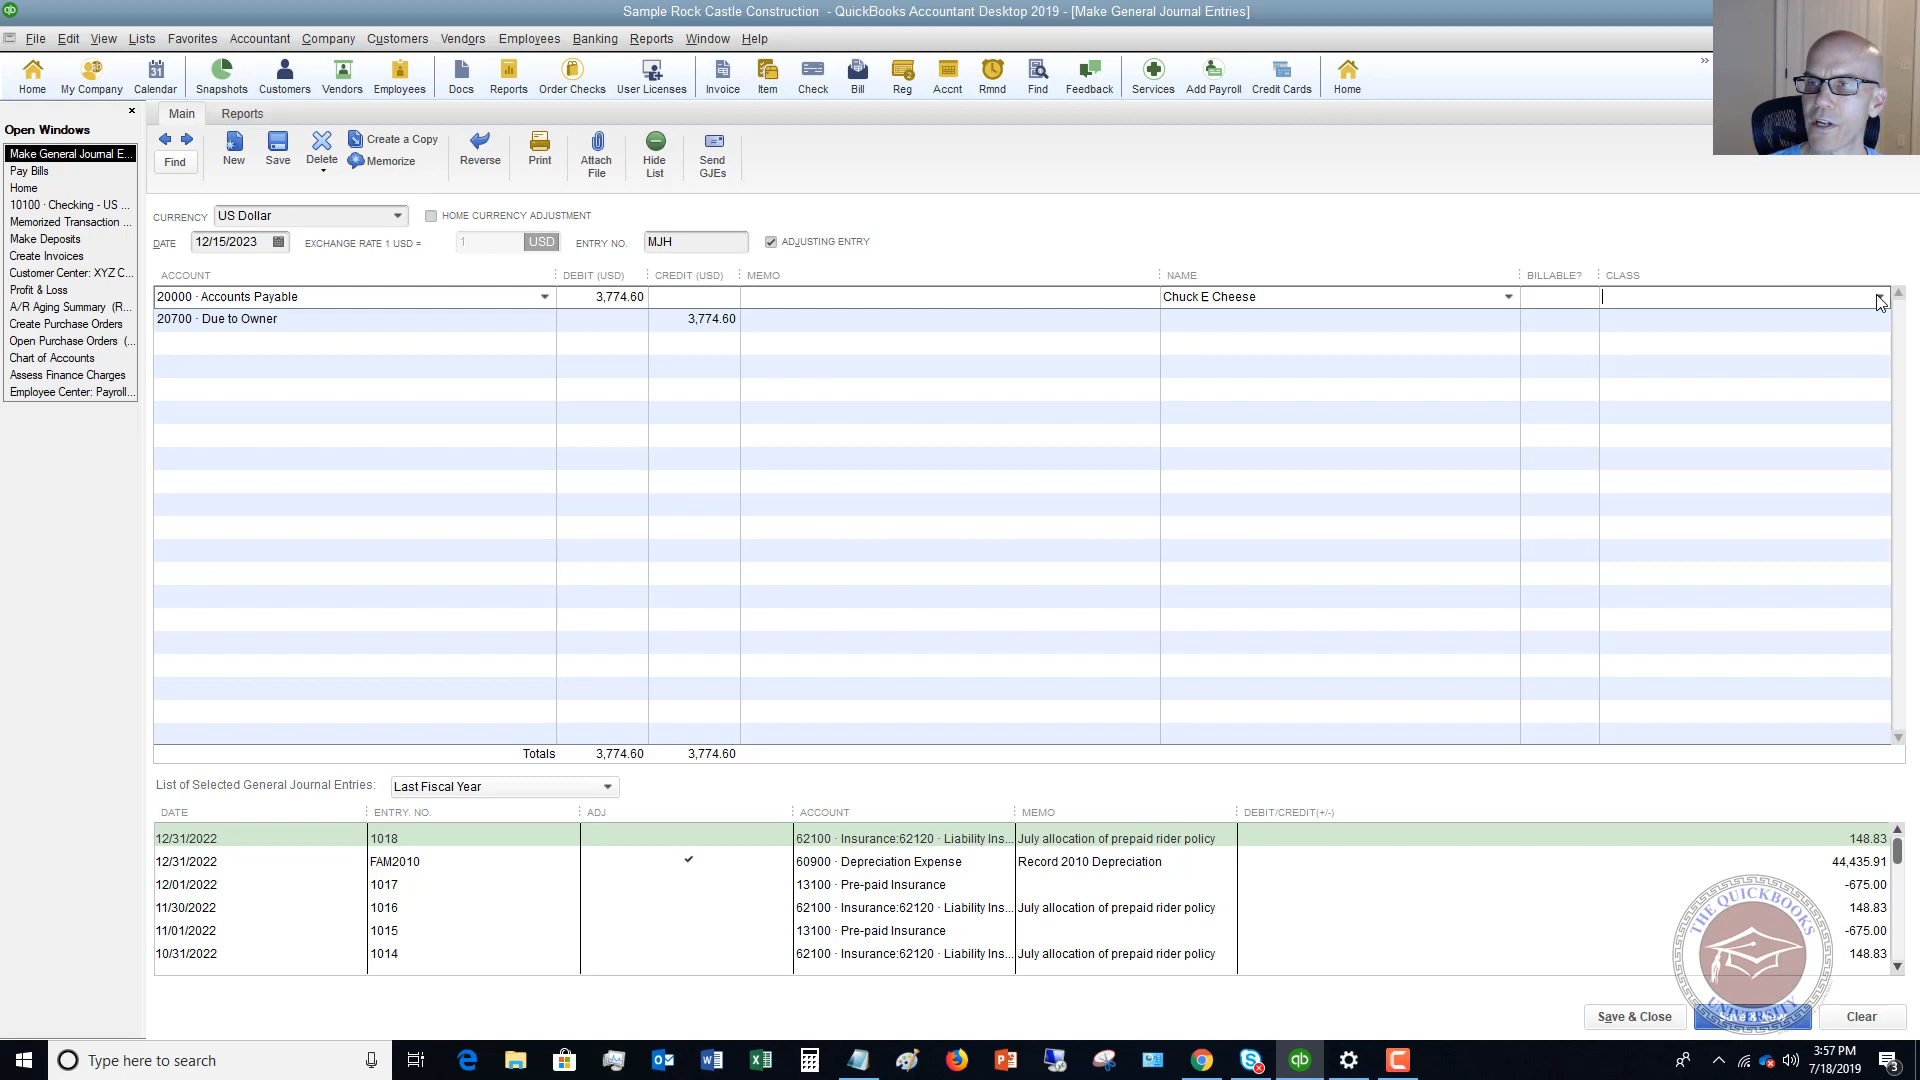 Sample Rock Castle Construction - QuickBooks Accountant Desktop 2019 - [Make General Journal Entries]
File Edit View Lists Favorites Accountant Company Customers Vendors Employees Banking Reports Window Help
Home My Company Calendar Snapshots Customers Vendors Employees Docs Reports Order Checks User Licenses Invoice Item Check Bill Reg Accnt Rmnd Find Feedback Services Add Payroll Credit Cards Home
Open Windows
Make General Journal E...
Pay Bills
Home
10100 · Checking - US ...
Memorized Transaction ...
Make Deposits
Create Invoices
Customer Center: XYZ C...
Profit & Loss
A/R Aging Summary (R...
Create Purchase Orders
Open Purchase Orders (...
Chart of Accounts
Assess Finance Charges
Employee Center: Payroll...
Main Reports
Find New Save Delete Create a Copy Memorize Reverse Print Attach File Hide List Send GJEs
CURRENCY US Dollar HOME CURRENCY ADJUSTMENT
DATE 12/15/2023 EXCHANGE RATE 1 USD = 1 USD ENTRY NO. MJH ADJUSTING ENTRY
ACCOUNT DEBIT (USD) CREDIT (USD) MEMO NAME BILLABLE? CLASS
20000 · Accounts Payable 3,774.60 Chuck E Cheese
20700 · Due to Owner 3,774.60
Totals 3,774.60 3,774.60
List of Selected General Journal Entries: Last Fiscal Year
DATE ENTRY. NO. ADJ ACCOUNT MEMO DEBIT/CREDIT(+/-)
12/31/2022 1018 62100 · Insurance:62120 · Liability Ins... July allocation of prepaid rider policy 148.83
12/31/2022 FAM2010 60900 · Depreciation Expense Record 2010 Depreciation 44,435.91
12/01/2022 1017 13100 · Pre-paid Insurance -675.00
11/30/2022 1016 62100 · Insurance:62120 · Liability Ins... July allocation of prepaid rider policy 148.83
11/01/2022 1015 13100 · Pre-paid Insurance -675.00
10/31/2022 1014 62100 · Insurance:62120 · Liability Ins... July allocation of prepaid rider policy 148.83
THE QUICKBOOKS UNIVERSITY
Save & Close Save & New Clear
Type here to search
3:57 PM
7/18/2019
3